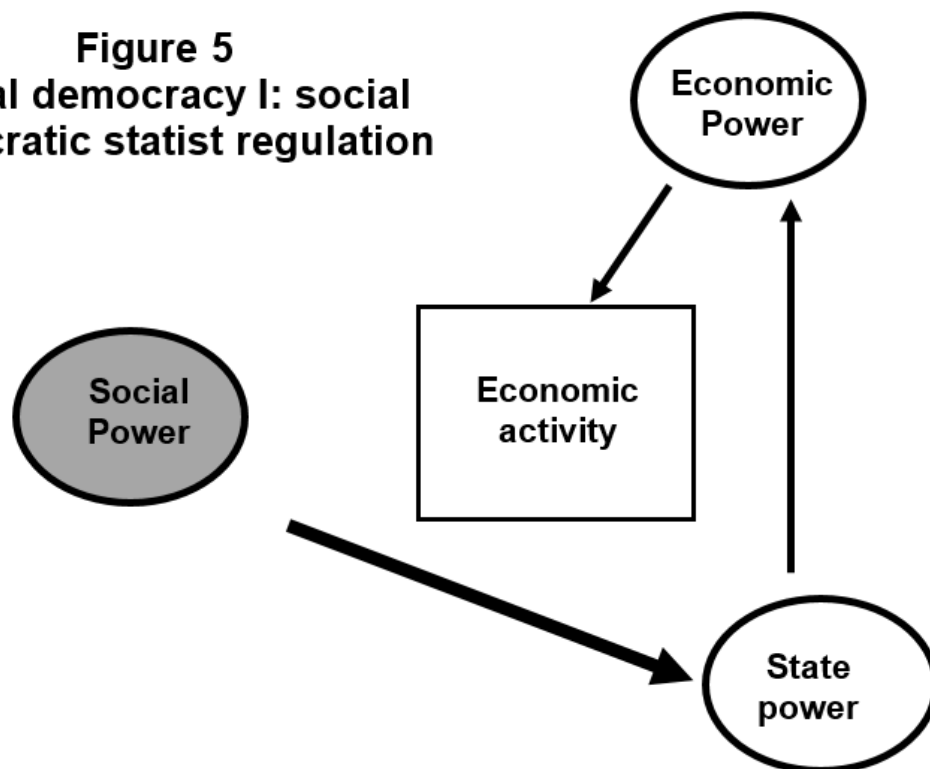 Figure 5
al democracy I: social
cratic statist regulation
Economic
Power
Economic
activity
Social
Power
State
power